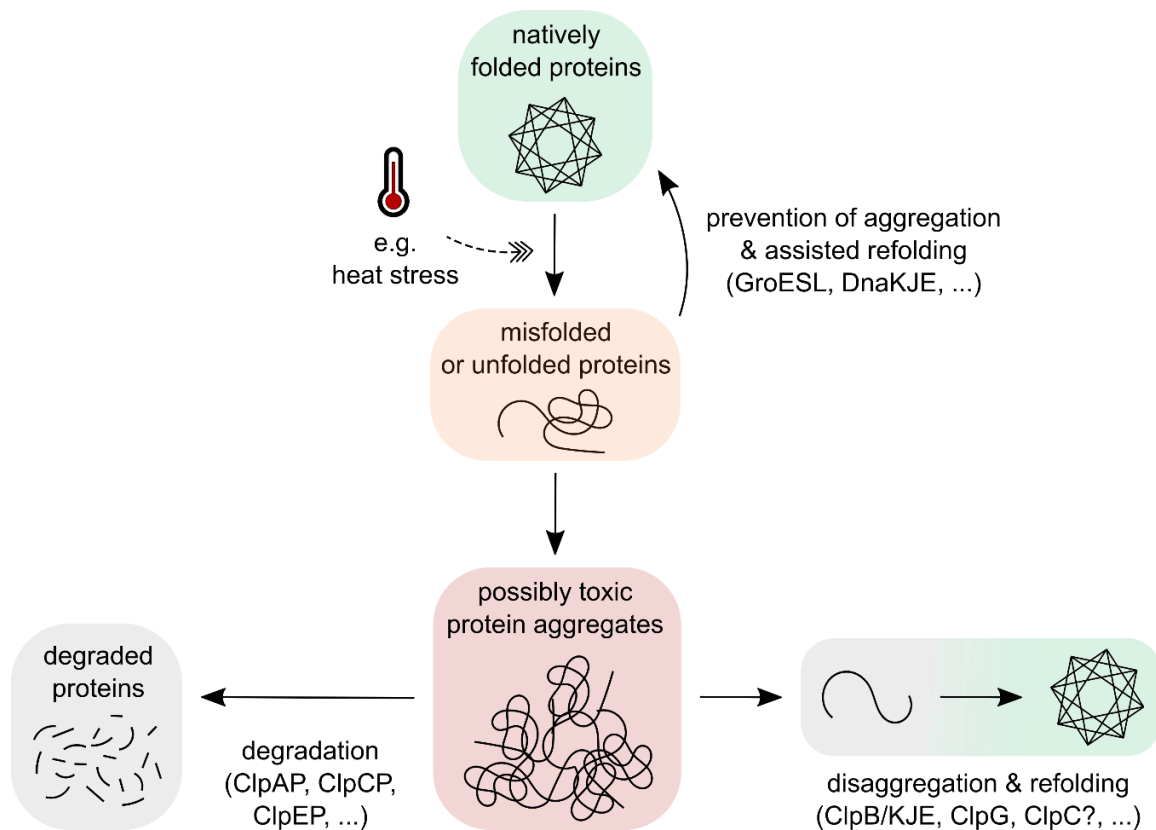 natively
folded proteins
e.g.
heat stress
prevention of aggregation
& assisted refolding
(GroESL, DnaKJE, ...)
misfolded
or unfolded proteins
possibly toxic
protein aggregates
degraded
proteins
degradation
(ClpAP, ClpCP,
ClpEP, ...)
disaggregation & refolding
(ClpB/KJE, ClpG, ClpC?, ...)